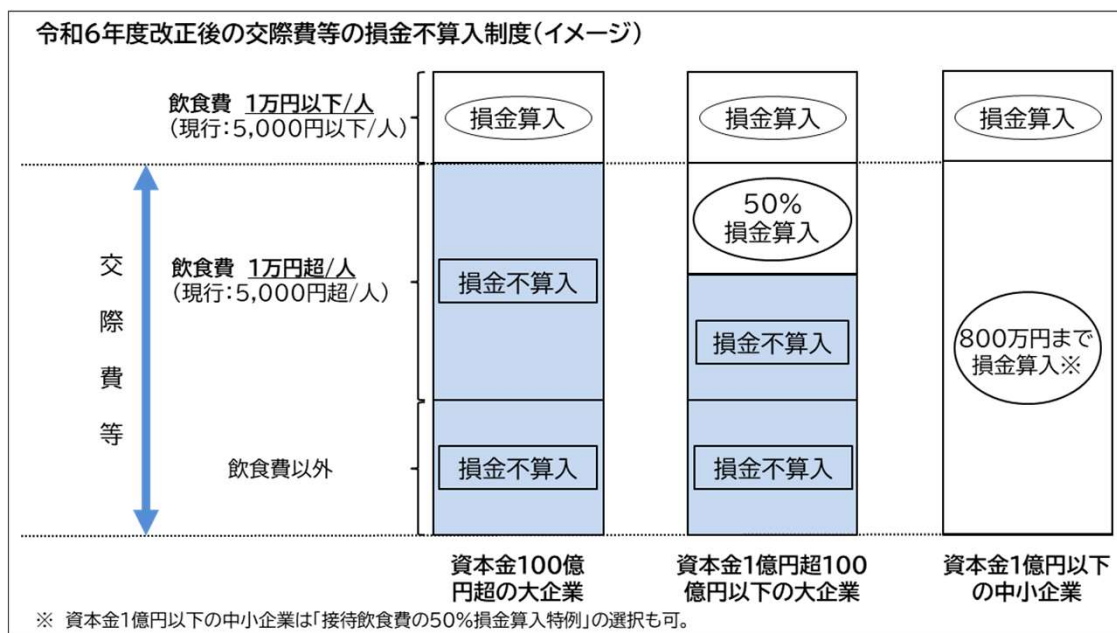 令和6年度改正後の交際費等の損金不算入制度(イメージ)
飲食費 1万円以下/人
(現行:5,000円以下/人)
損金算入
損金算入
損金算入
交際費等
飲食費 1万円超/人
(現行:5,000円超/人)
損金不算入
50%
損金算入
損金不算入
800万円まで
損金算入※
飲食費以外
損金不算入
損金不算入
資本金100億
円超の大企業
資本金1億円超100
億円以下の大企業
資本金1億円以下
の中小企業
※ 資本金1億円以下の中小企業は「接待飲食費の50%損金算入特例」の選択も可。